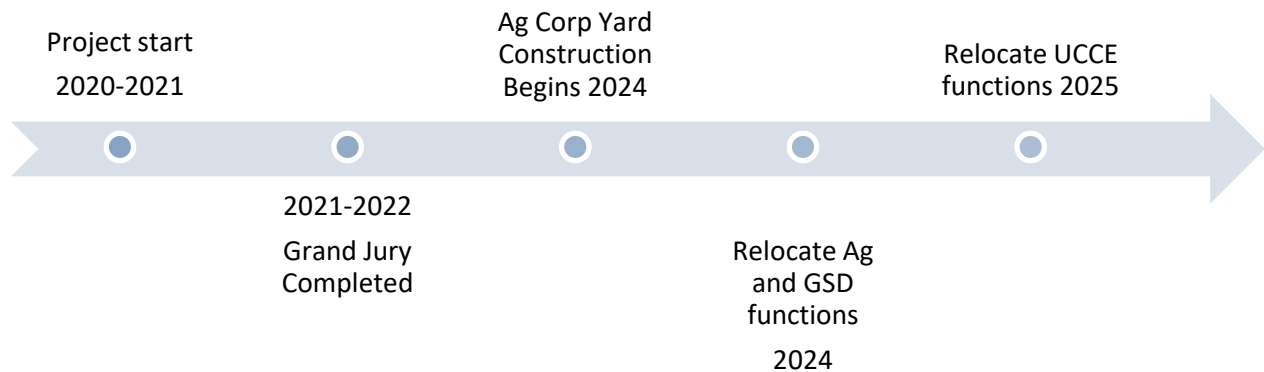 Project start
2020-2021
2021-2022
Grand Jury
Completed
Ag Corp Yard
Construction
Begins 2024
Relocate Ag
and GSD
functions
2024
Relocate UCCE
functions 2025